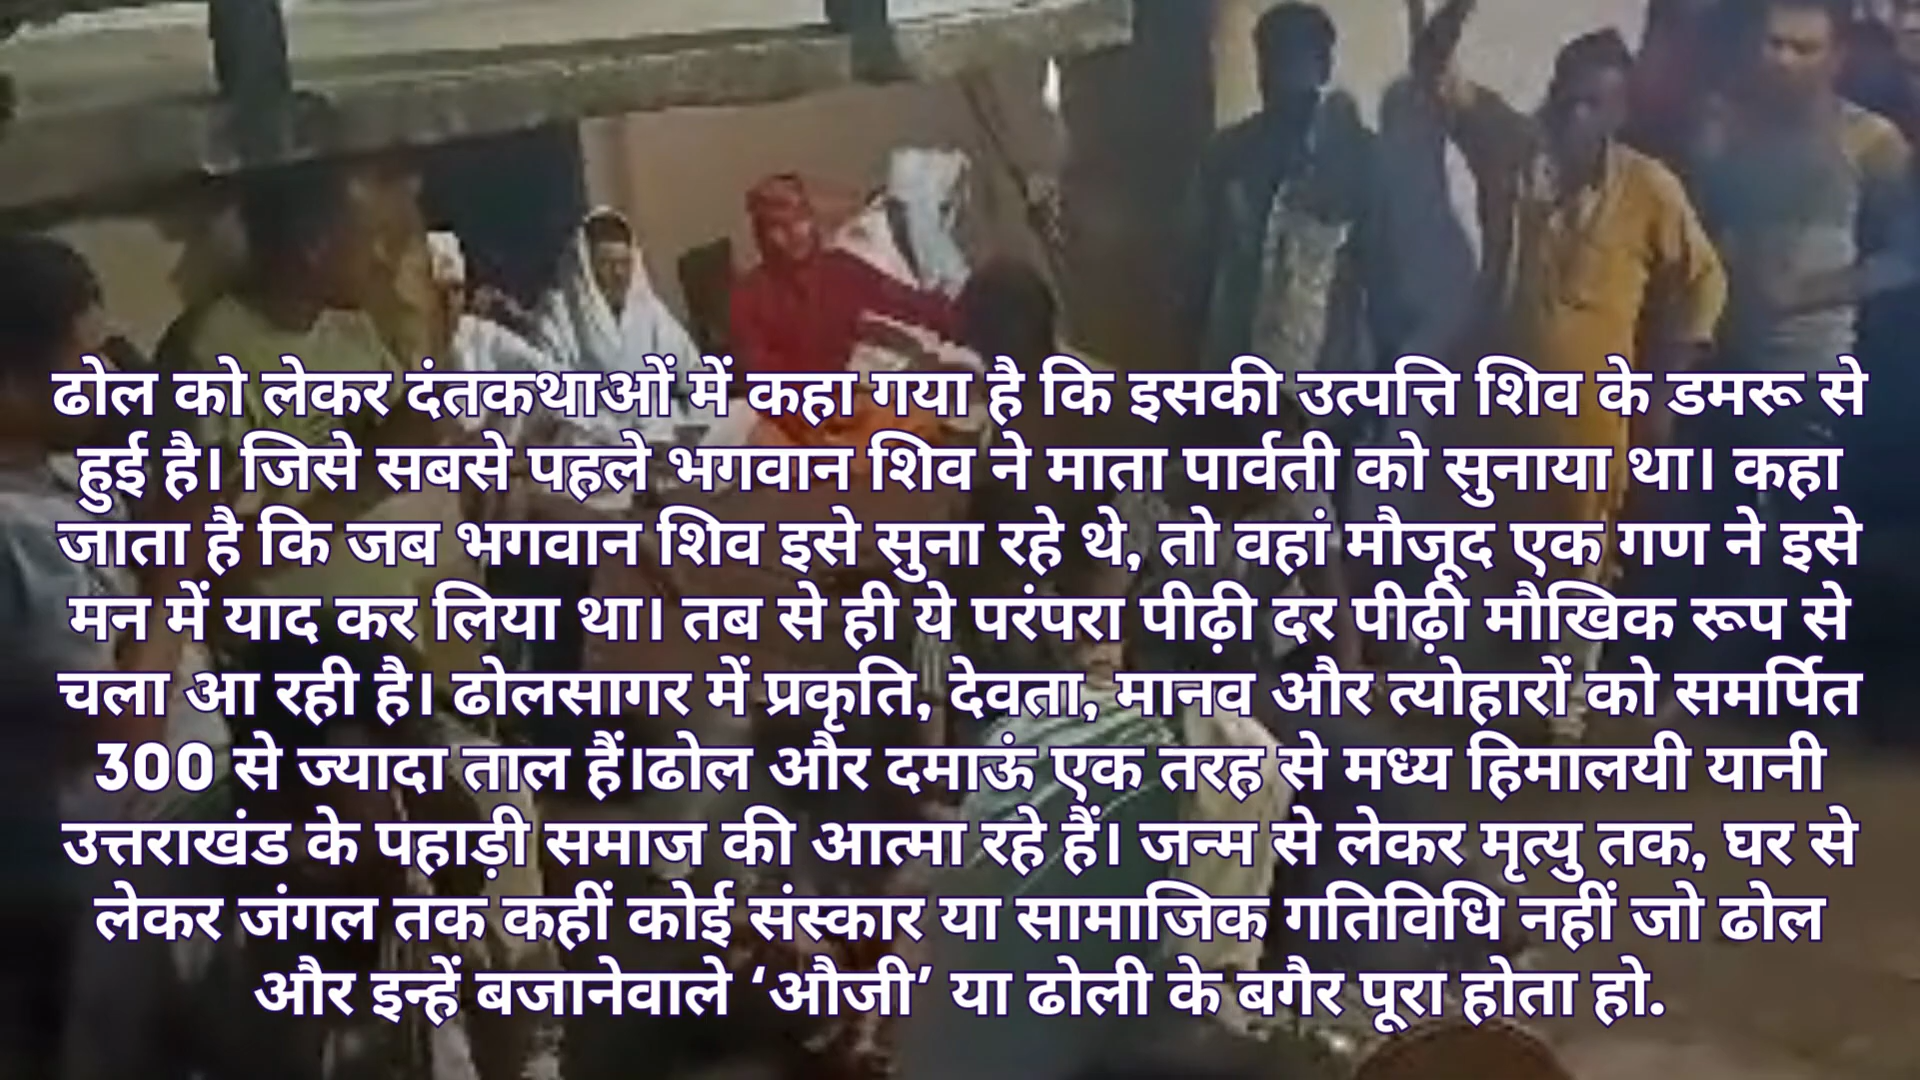 ढोल को लेकर दंतकथाओं में कहा गया है कि इसकी उत्पत्ति शिव के डमरू से
हुई है। जिसे सबसे पहले भगवान शिव ने माता पार्वती को सुनाया था। कहा
जाता है कि जब भगवान शिव इसे सुना रहे थे, तो वहां मौजूद एक गण ने इसे
मन में याद कर लिया था। तब से ही ये परंपरा पीढ़ी दर पीढ़ी मौखिक रूप से
चला आ रही है। ढोलसागर में प्रकृति, देवता, मानव और त्योहारों को समर्पित
300 से ज्यादा ताल हैं।ढोल और दमाऊं एक तरह से मध्य हिमालयी यानी
उत्तराखंड के पहाड़ी समाज की आत्मा रहे हैं। जन्म से लेकर मृत्यु तक, घर से
लेकर जंगल तक कहीं कोई संस्कार या सामाजिक गतिविधि नहीं जो ढोल
और इन्हें बजानेवाले ‘औजी’ या ढोली के बगैर पूरा होता हो.